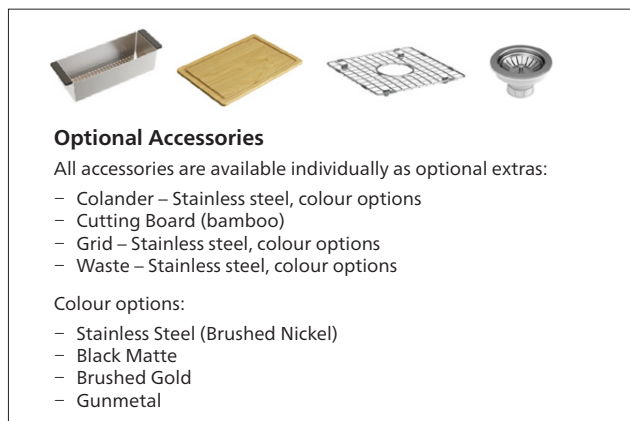 Optional Accessories
All accessories are available individually as optional extras:
– Colander – Stainless steel, colour options
– Cutting Board (bamboo)
– Grid – Stainless steel, colour options
– Waste – Stainless steel, colour options
Colour options:
– Stainless Steel (Brushed Nickel)
– Black Matte
– Brushed Gold
– Gunmetal